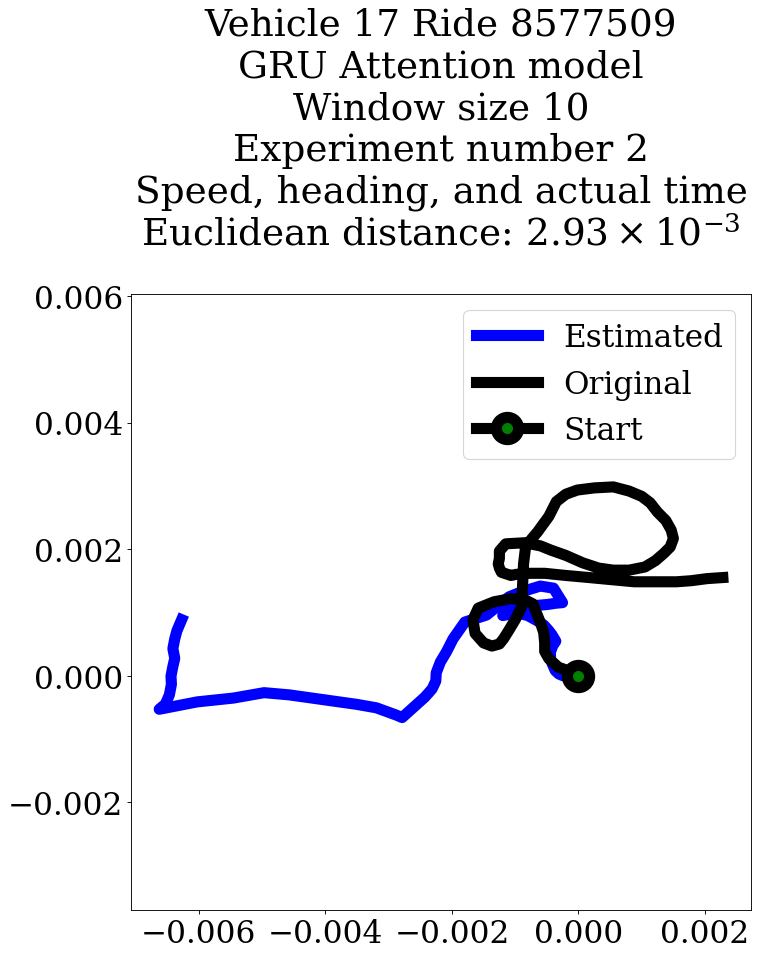 Vehicle 17 Ride 8577509
GRU Attention model
Window size 10
Experiment number 2
Speed, heading, and actual time
Euclidean distance: 2.93 × 10⁻³
0.006
Estimated
Original
Start
0.004
0.002
0.000
−0.002
−0.006 −0.004 −0.002 0.000 0.002